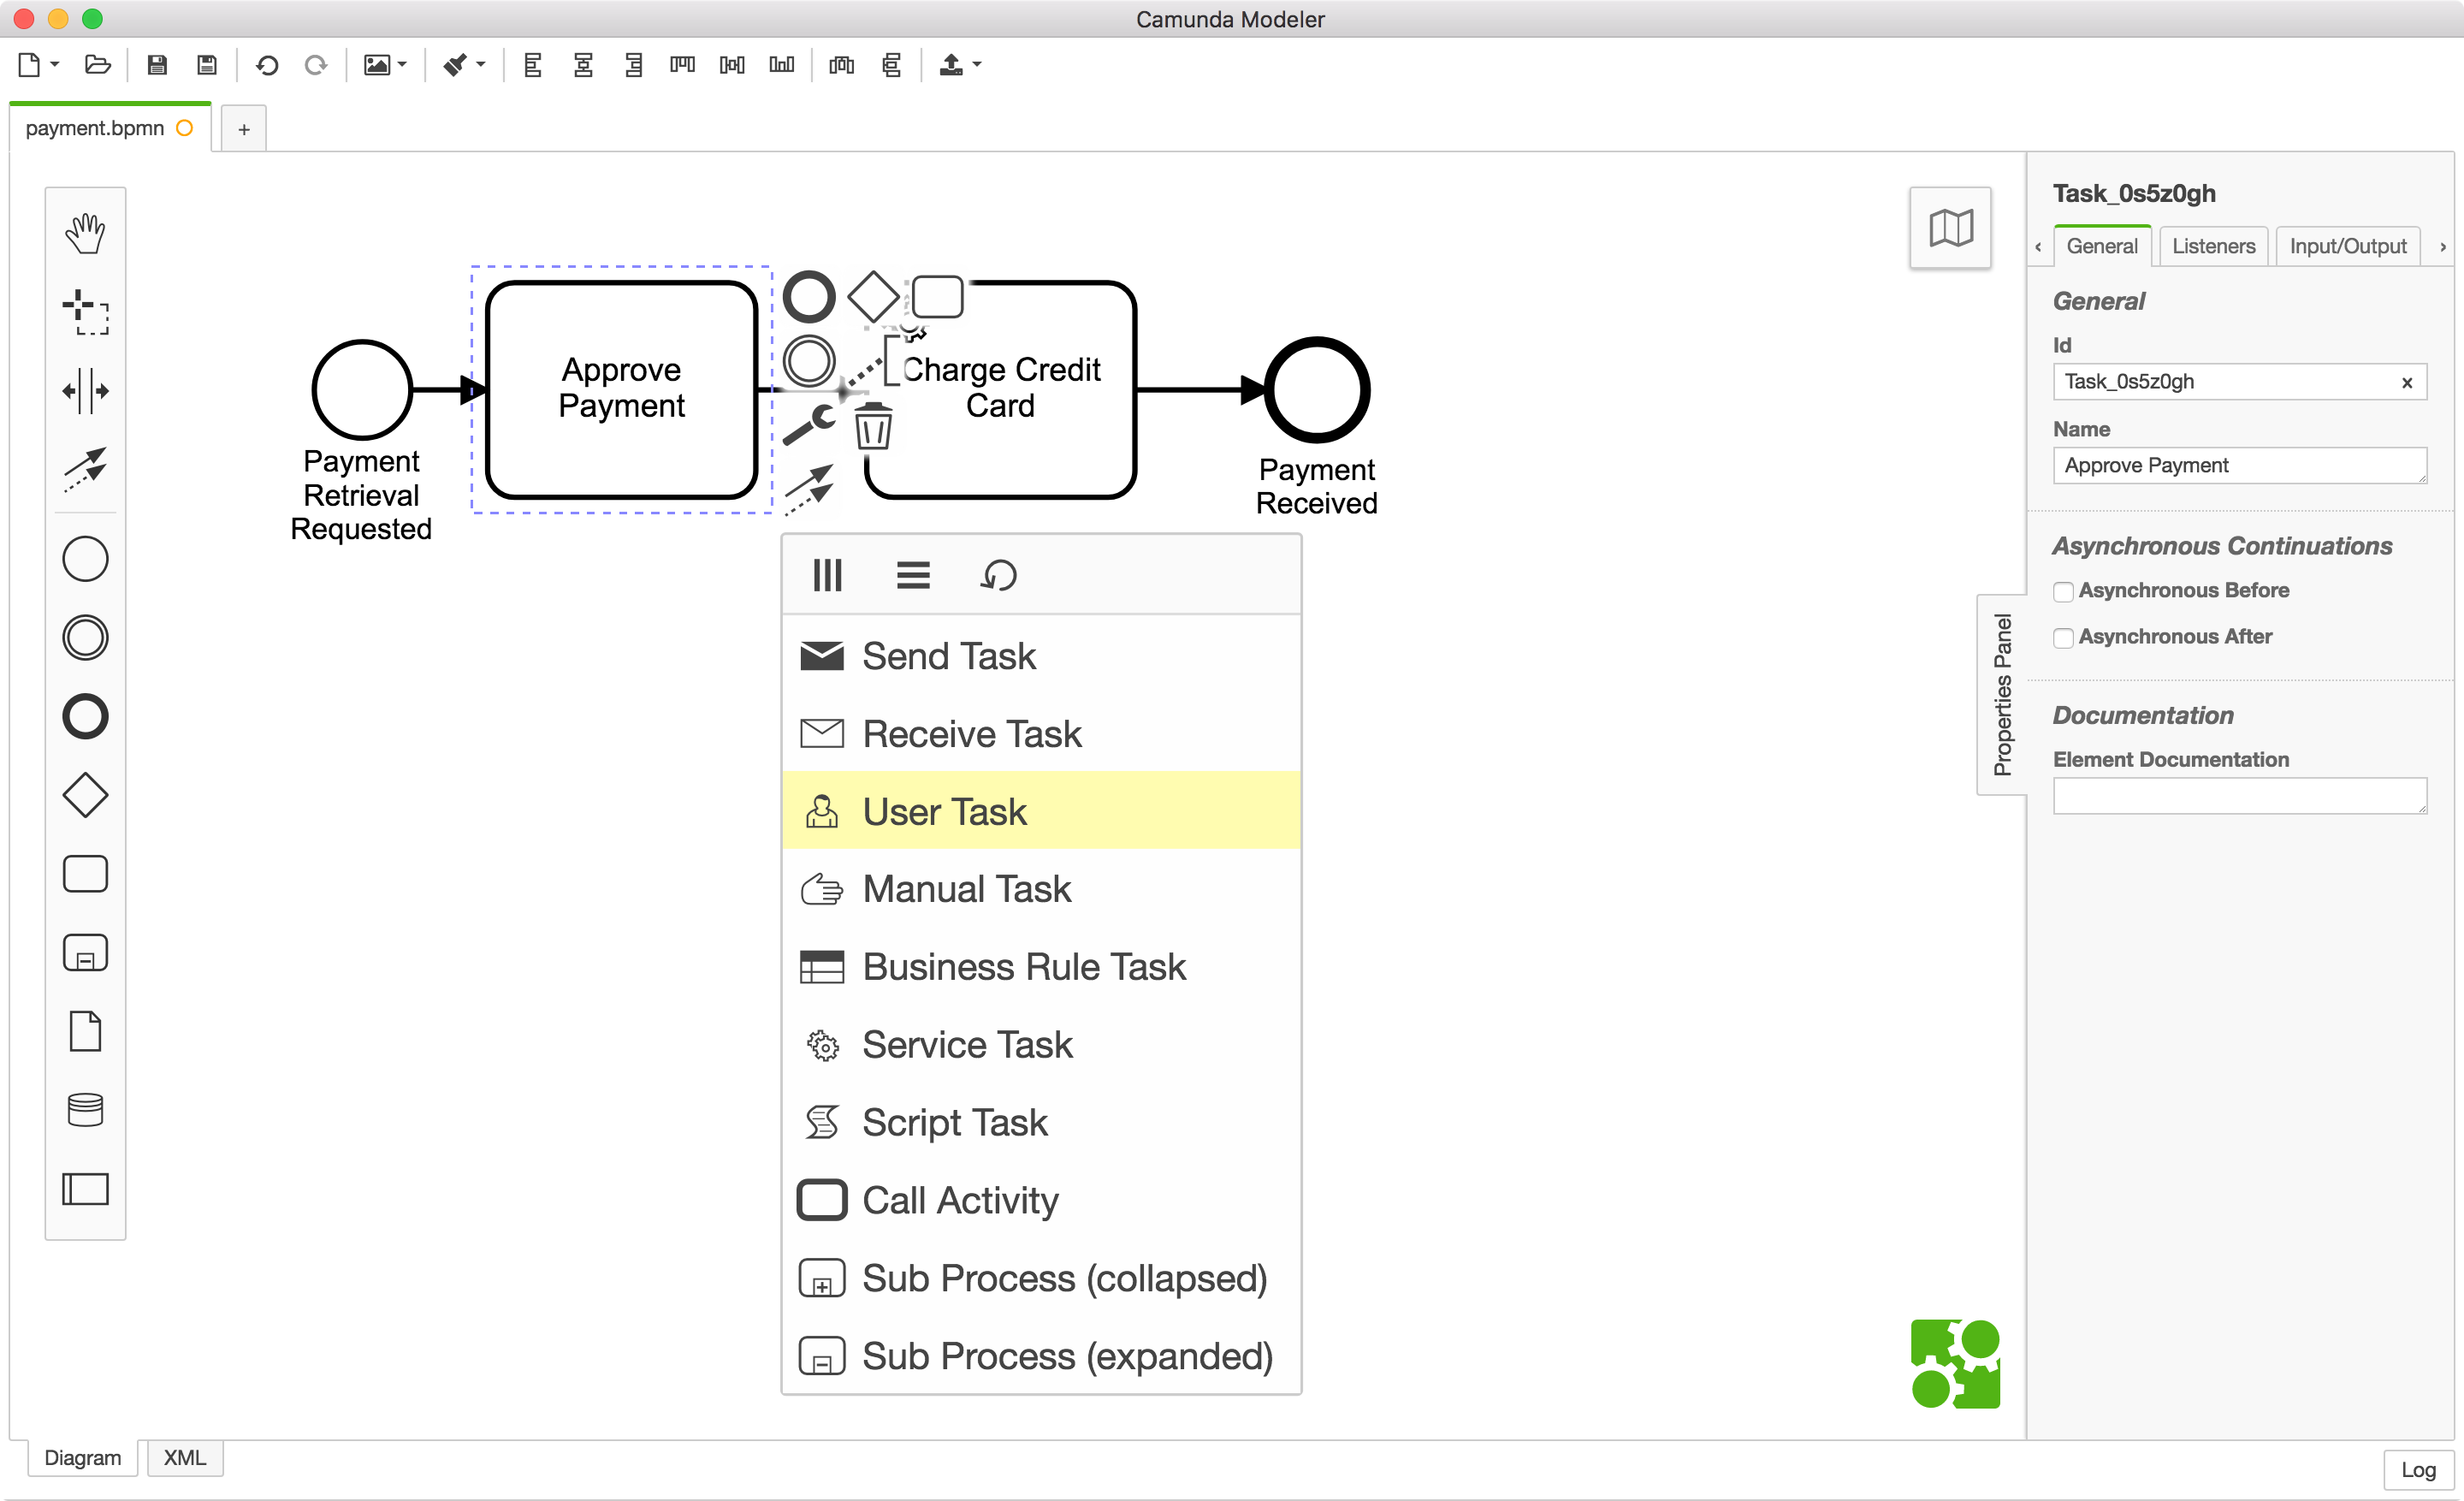 Camunda Modeler
payment.bpmn
+
Task_0s5z0gh
‹ General Listeners Input/Output ›
General
Id
Task_0s5z0gh x
Name
Approve Payment
Asynchronous Continuations
Asynchronous Before
Asynchronous After
Documentation
Element Documentation
Properties Panel
Payment
Retrieval
Requested
Approve
Payment
Charge Credit
Card
Payment
Received
Send Task
Receive Task
User Task
Manual Task
Business Rule Task
Service Task
Script Task
Call Activity
Sub Process (collapsed)
Sub Process (expanded)
Diagram XML
Log